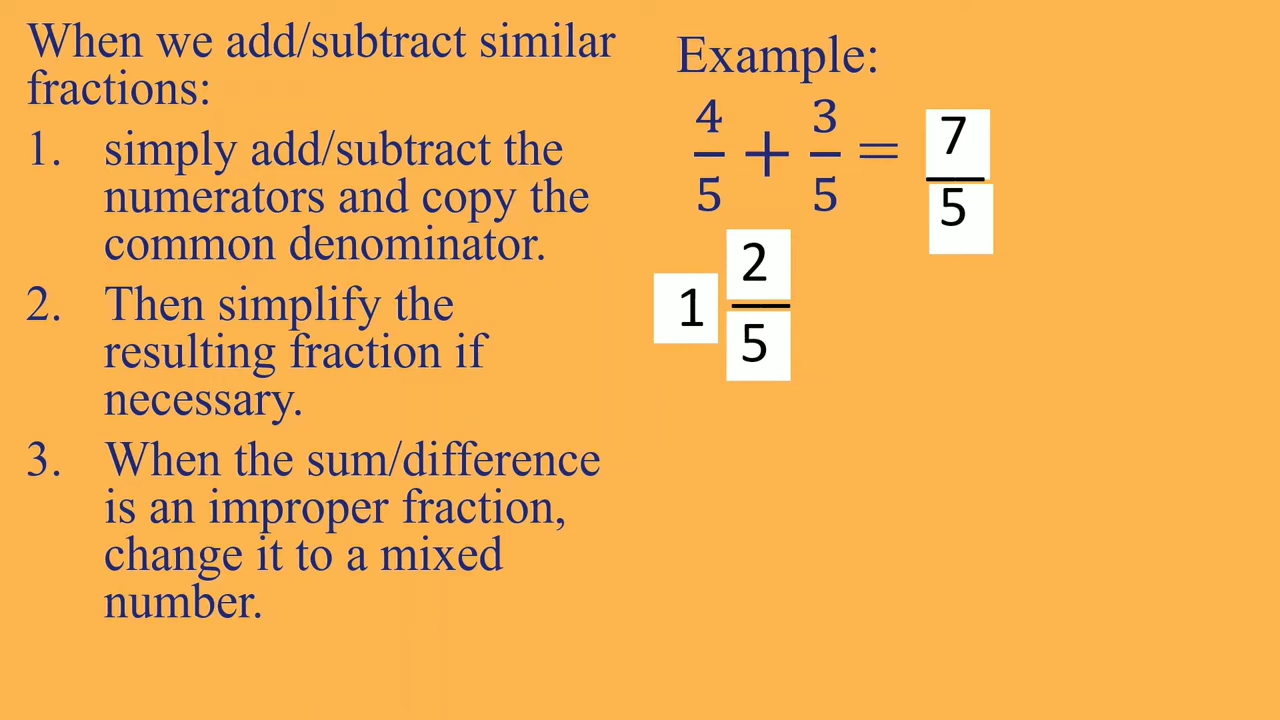 When we add/subtract similar
fractions:
1. simply add/subtract the
numerators and copy the
common denominator.
2. Then simplify the
resulting fraction if
necessary.
3. When the sum/difference
is an improper fraction,
change it to a mixed
number.
Example:
4/5 + 3/5 = 7/5
1 2/5